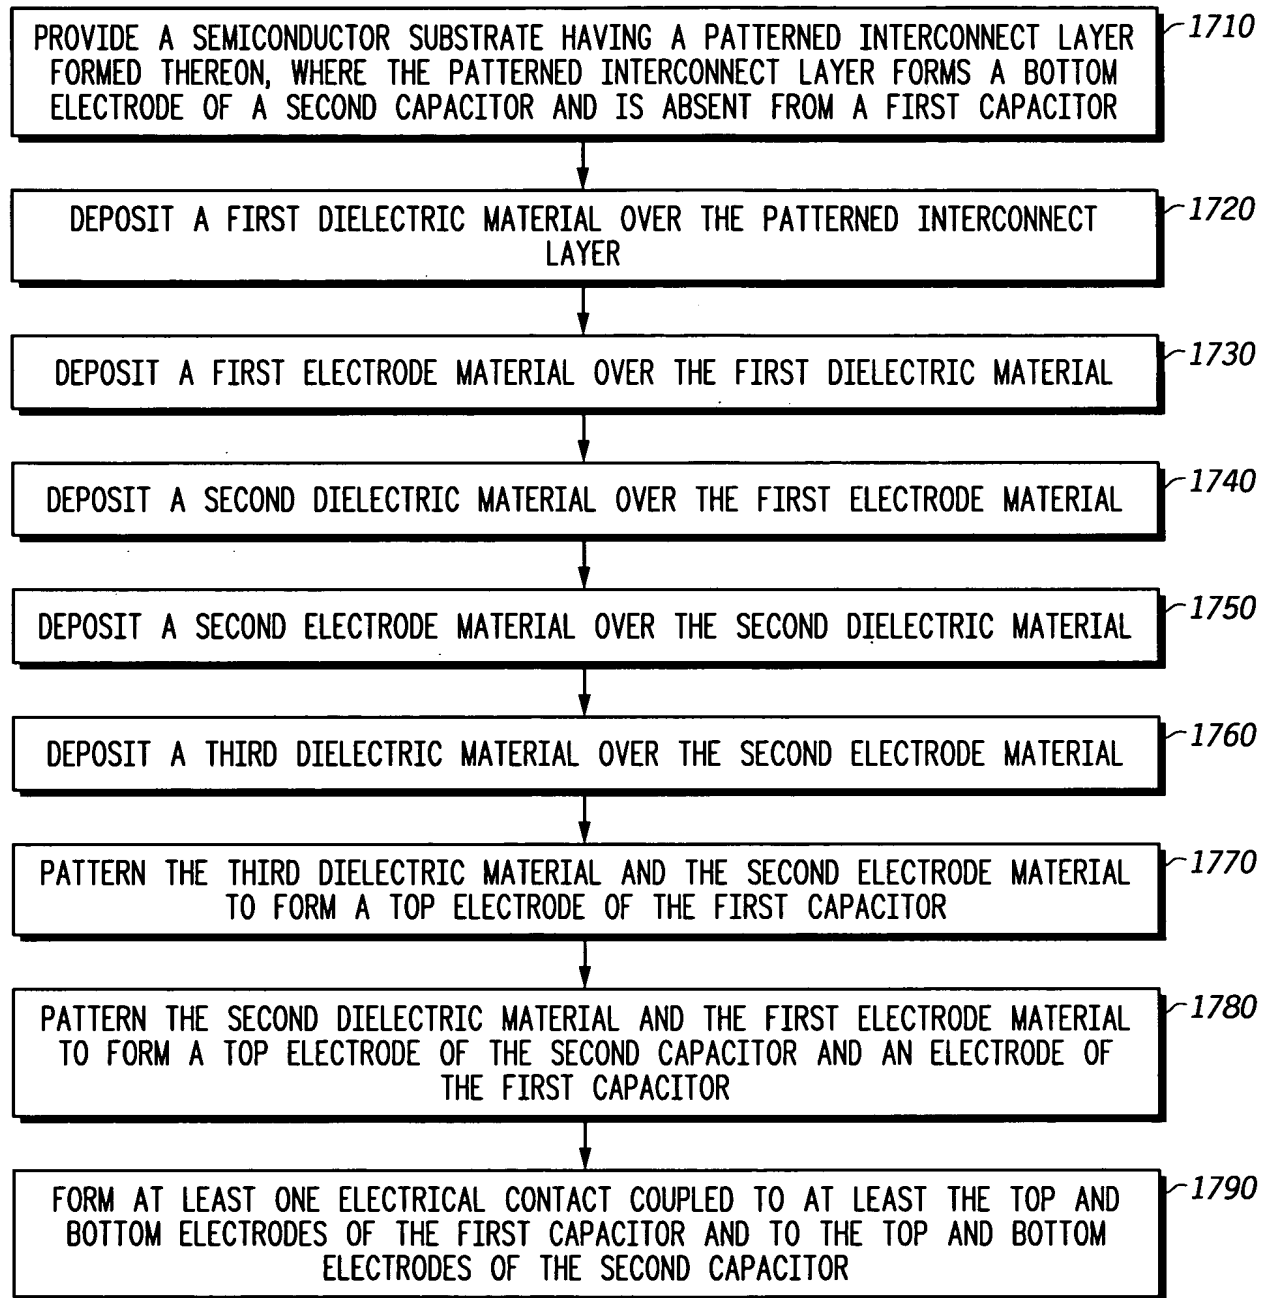 PROVIDE A SEMICONDUCTOR SUBSTRATE HAVING A PATTERNED INTERCONNECT LAYER
FORMED THEREON, WHERE THE PATTERNED INTERCONNECT LAYER FORMS A BOTTOM
ELECTRODE OF A SECOND CAPACITOR AND IS ABSENT FROM A FIRST CAPACITOR
1710
DEPOSIT A FIRST DIELECTRIC MATERIAL OVER THE PATTERNED INTERCONNECT
LAYER
1720
DEPOSIT A FIRST ELECTRODE MATERIAL OVER THE FIRST DIELECTRIC MATERIAL
1730
DEPOSIT A SECOND DIELECTRIC MATERIAL OVER THE FIRST ELECTRODE MATERIAL
1740
DEPOSIT A SECOND ELECTRODE MATERIAL OVER THE SECOND DIELECTRIC MATERIAL
1750
DEPOSIT A THIRD DIELECTRIC MATERIAL OVER THE SECOND ELECTRODE MATERIAL
1760
PATTERN THE THIRD DIELECTRIC MATERIAL AND THE SECOND ELECTRODE MATERIAL
TO FORM A TOP ELECTRODE OF THE FIRST CAPACITOR
1770
PATTERN THE SECOND DIELECTRIC MATERIAL AND THE FIRST ELECTRODE MATERIAL
TO FORM A TOP ELECTRODE OF THE SECOND CAPACITOR AND AN ELECTRODE OF
THE FIRST CAPACITOR
1780
FORM AT LEAST ONE ELECTRICAL CONTACT COUPLED TO AT LEAST THE TOP AND
BOTTOM ELECTRODES OF THE FIRST CAPACITOR AND TO THE TOP AND BOTTOM
ELECTRODES OF THE SECOND CAPACITOR
1790